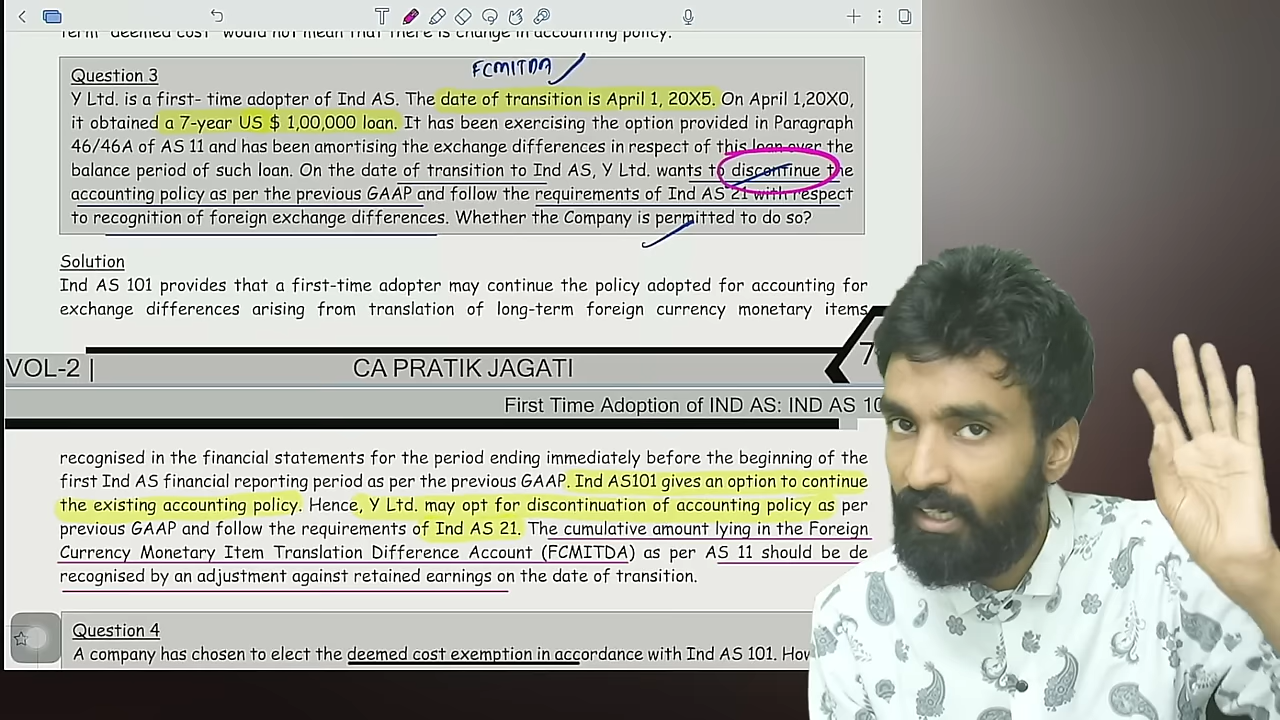 Term "deemed cost" would not mean that there is change in accounting policy.
Question 3
FCMITDA
Y Ltd. is a first- time adopter of Ind AS. The date of transition is April 1, 20X5. On April 1,20X0,
it obtained a 7-year US $ 1,00,000 loan. It has been exercising the option provided in Paragraph
46/46A of AS 11 and has been amortising the exchange differences in respect of this loan over the
balance period of such loan. On the date of transition to Ind AS, Y Ltd. wants to discontinue the
accounting policy as per the previous GAAP and follow the requirements of Ind AS 21 with respect
to recognition of foreign exchange differences. Whether the Company is permitted to do so?
Solution
Ind AS 101 provides that a first-time adopter may continue the policy adopted for accounting for
exchange differences arising from translation of long-term foreign currency monetary items
VOL-2 | CA PRATIK JAGATI 7
First Time Adoption of IND AS: IND AS 10
recognised in the financial statements for the period ending immediately before the beginning of the
first Ind AS financial reporting period as per the previous GAAP. Ind AS101 gives an option to continue
the existing accounting policy. Hence, Y Ltd. may opt for discontinuation of accounting policy as per
previous GAAP and follow the requirements of Ind AS 21. The cumulative amount lying in the Foreign
Currency Monetary Item Translation Difference Account (FCMITDA) as per AS 11 should be de
recognised by an adjustment against retained earnings on the date of transition.
Question 4
A company has chosen to elect the deemed cost exemption in accordance with Ind AS 101. How